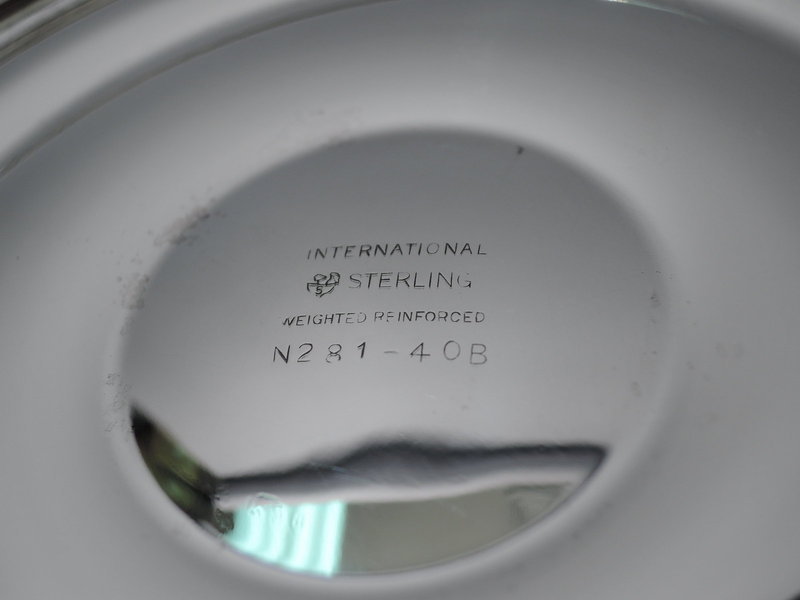 INTERNATIONAL
STERLING
WEIGHTED REINFORCED
N281-40B